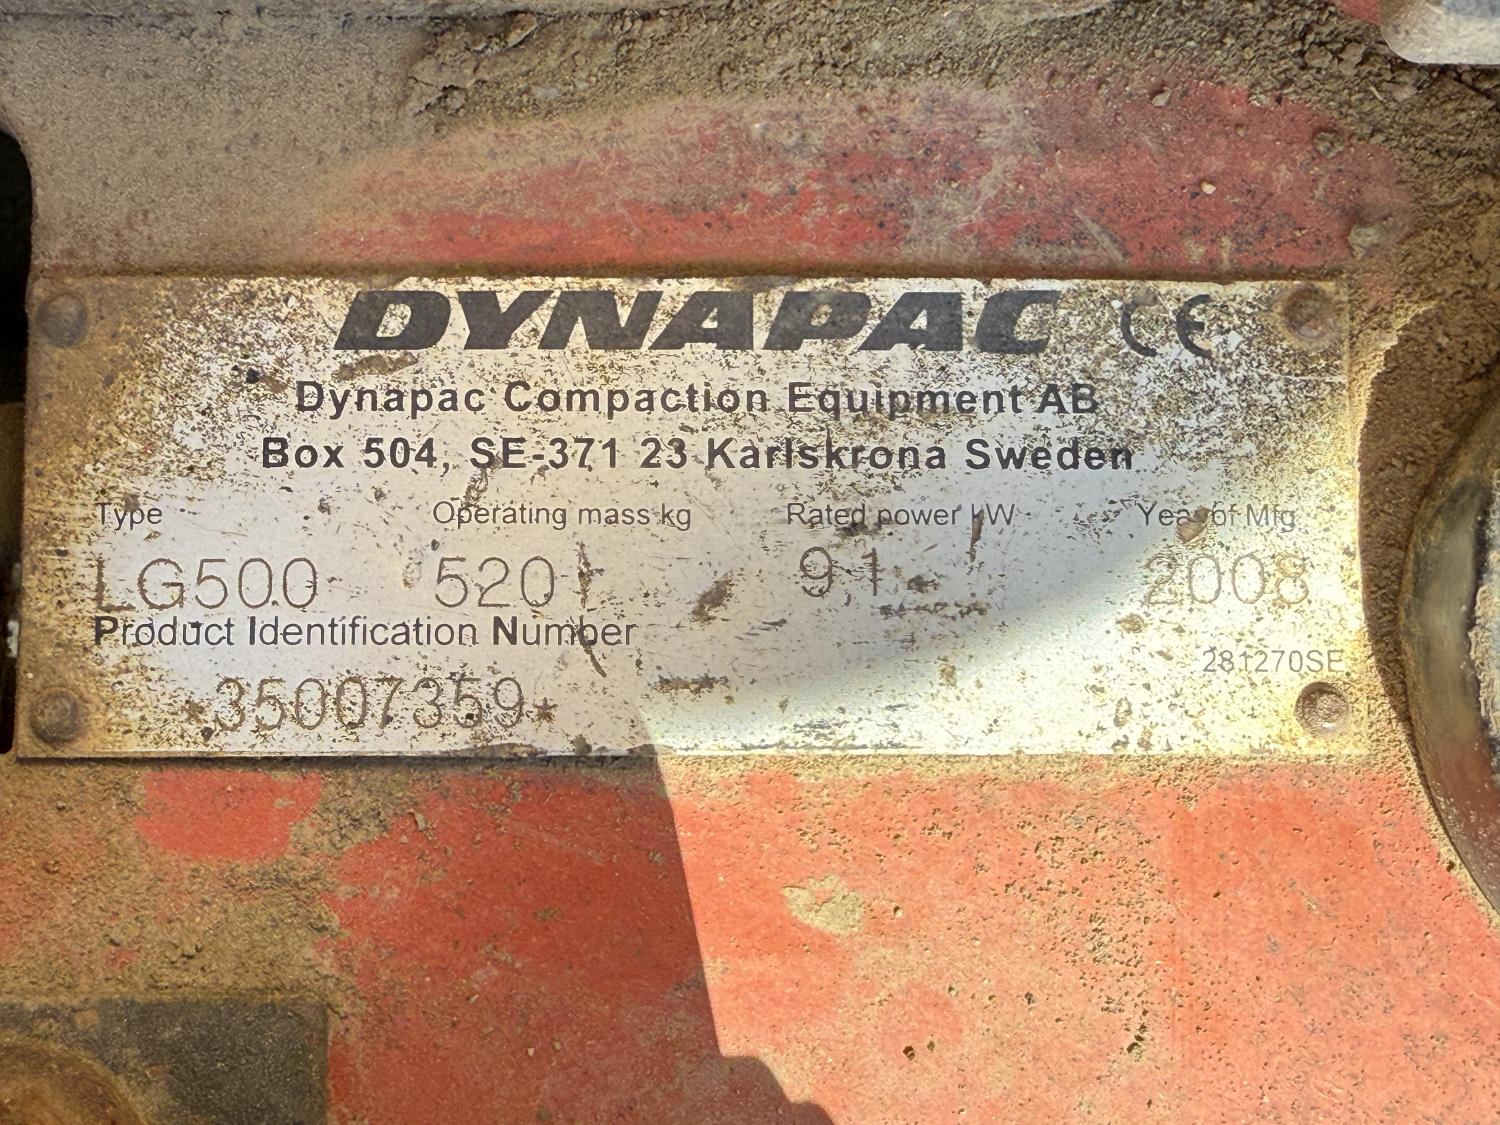 DYNAPAC CE
Dynapac Compaction Equipment AB
Box 504, SE-371 23 Karlskrona Sweden
Type Operating mass kg Rated power kW Year of Mfg
LG500 520 9,1 2008
Product Identification Number
281270SE
*35007359*